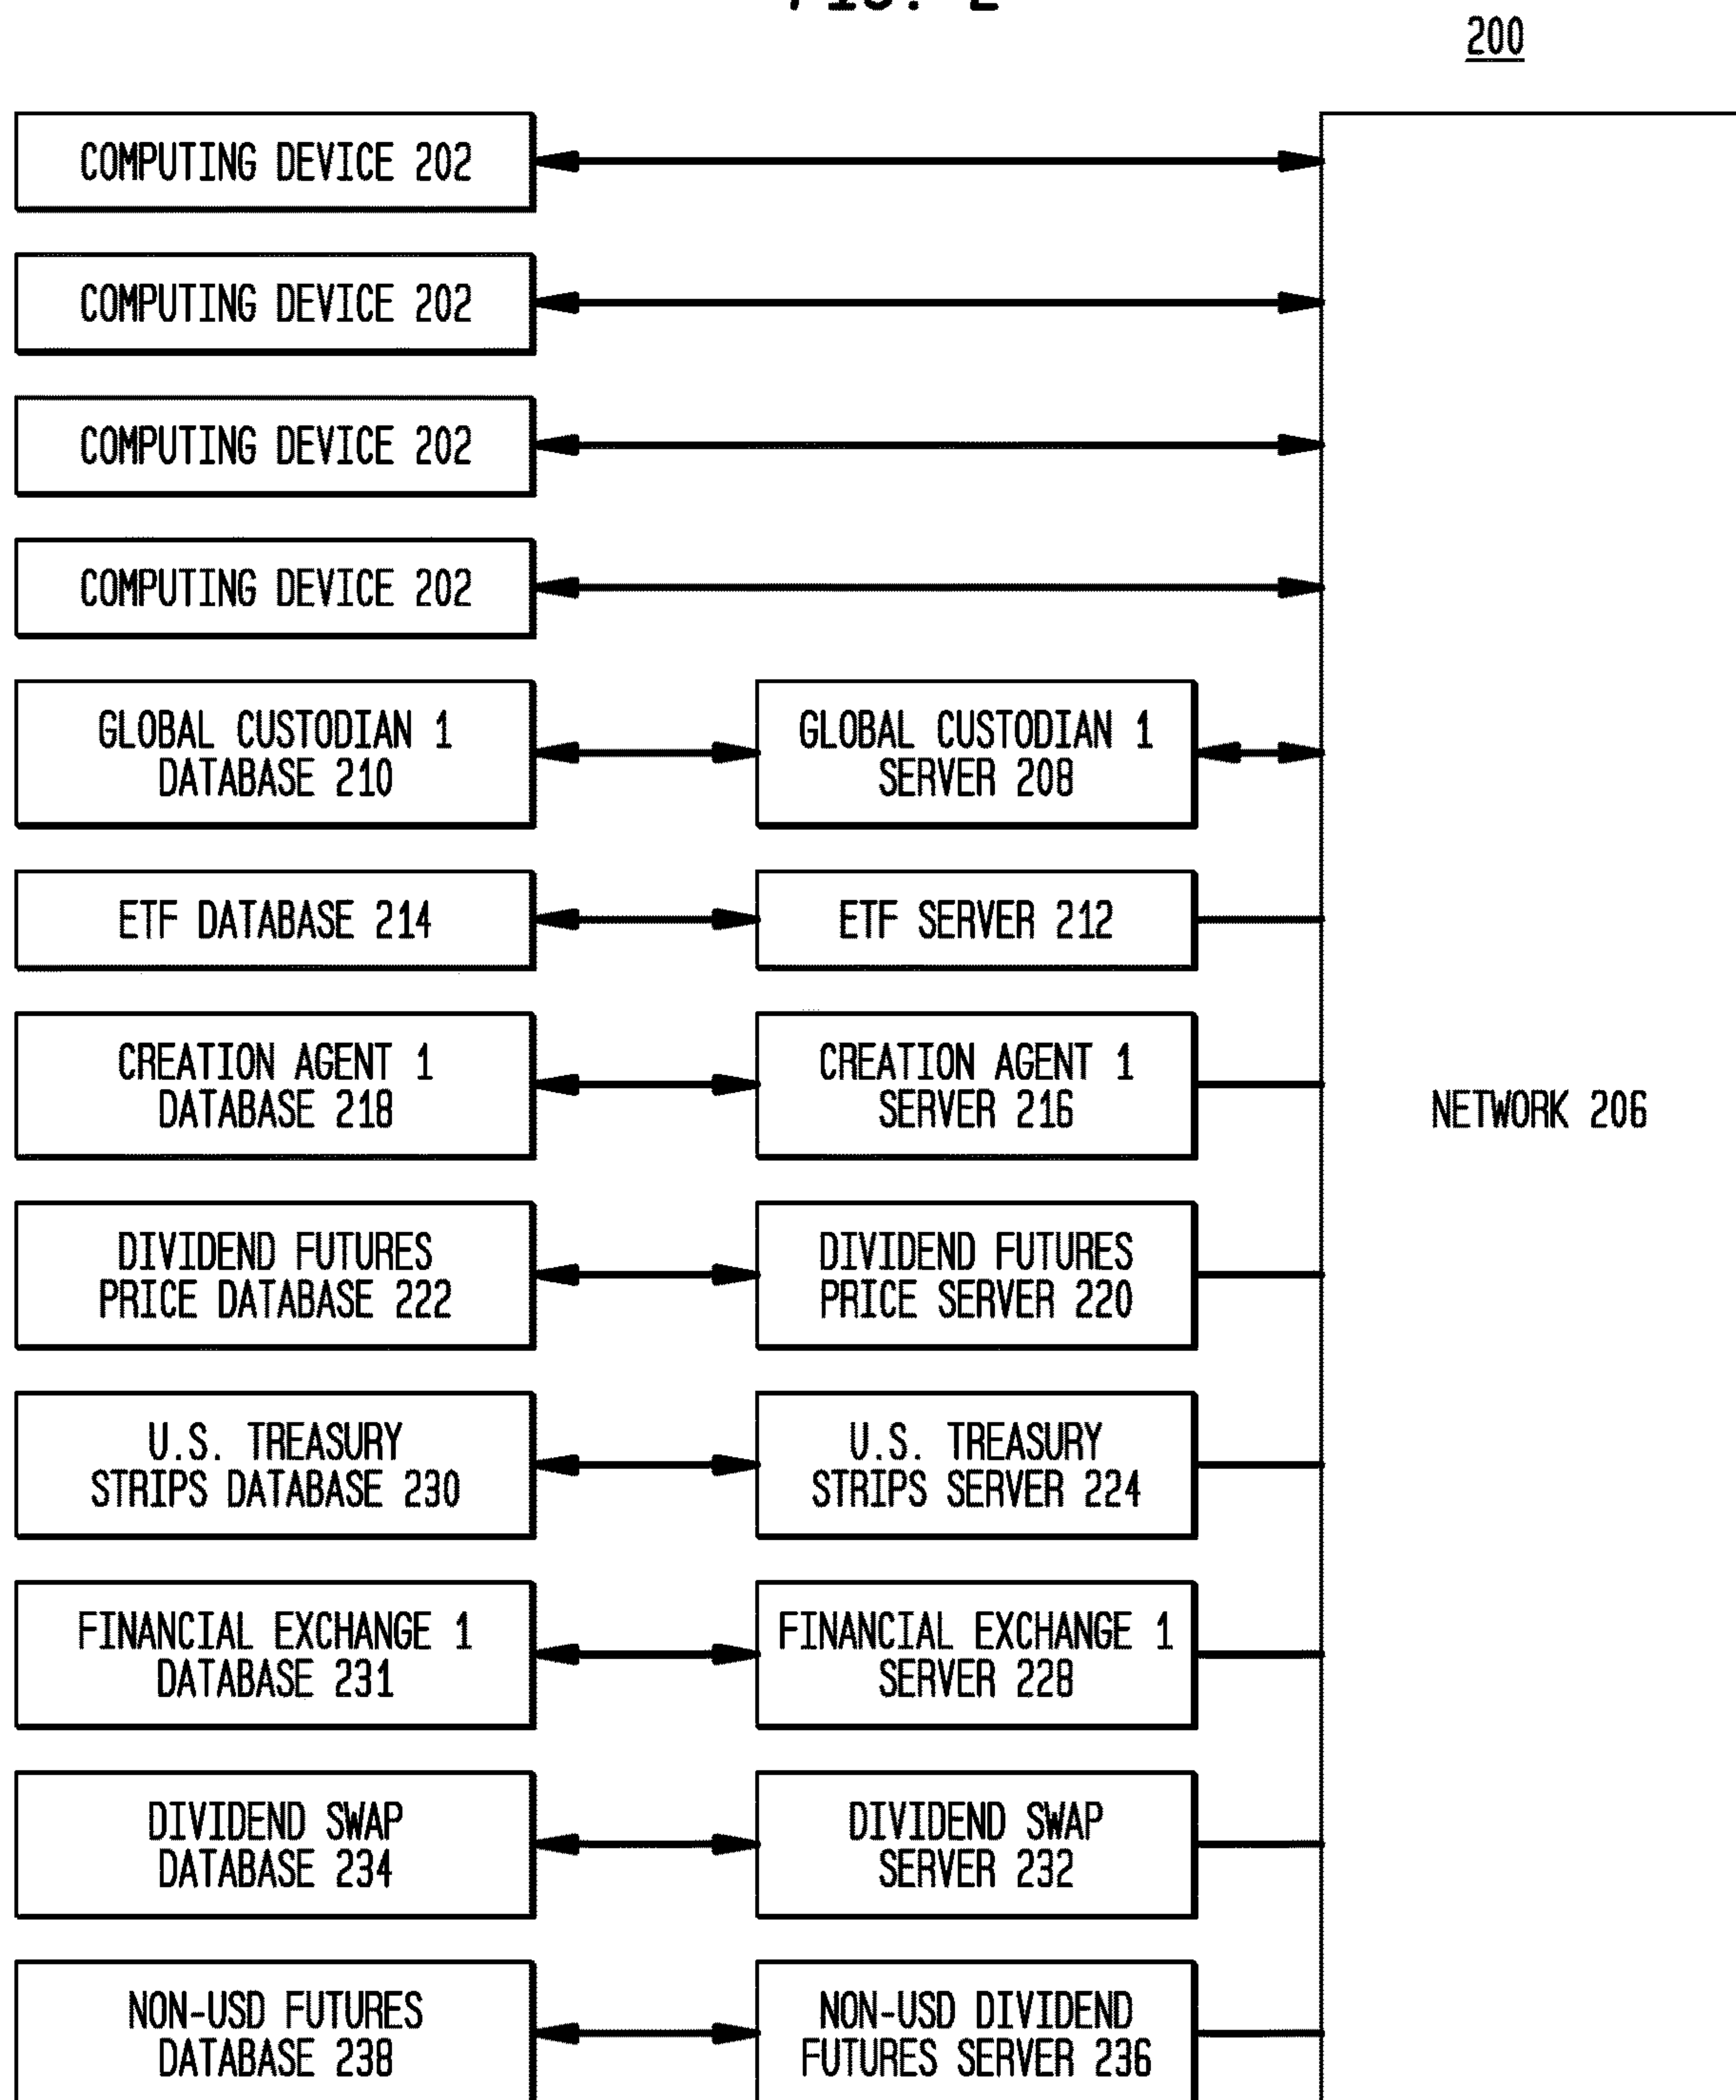 FIG. 2
200
COMPUTING DEVICE 202
COMPUTING DEVICE 202
COMPUTING DEVICE 202
COMPUTING DEVICE 202
GLOBAL CUSTODIAN 1
DATABASE 210
GLOBAL CUSTODIAN 1
SERVER 208
ETF DATABASE 214
ETF SERVER 212
CREATION AGENT 1
DATABASE 218
CREATION AGENT 1
SERVER 216
NETWORK 206
DIVIDEND FUTURES
PRICE DATABASE 222
DIVIDEND FUTURES
PRICE SERVER 220
U.S. TREASURY
STRIPS DATABASE 230
U.S. TREASURY
STRIPS SERVER 224
FINANCIAL EXCHANGE 1
DATABASE 231
FINANCIAL EXCHANGE 1
SERVER 228
DIVIDEND SWAP
DATABASE 234
DIVIDEND SWAP
SERVER 232
NON-USD FUTURES
DATABASE 238
NON-USD DIVIDEND
FUTURES SERVER 236